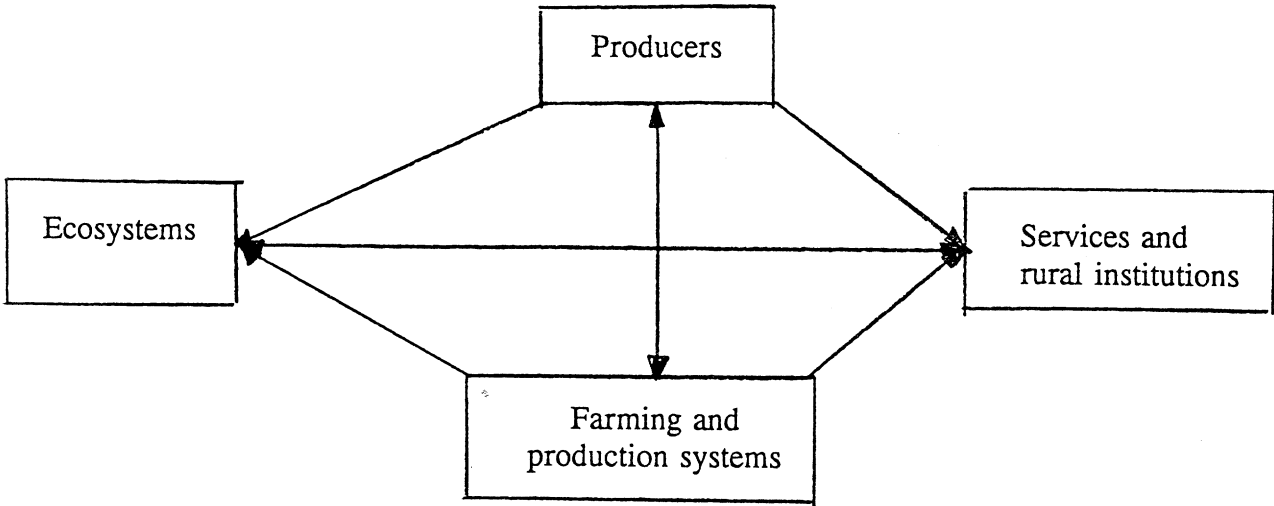 Producers
Ecosystems
Services and
rural institutions
Farming and
production systems